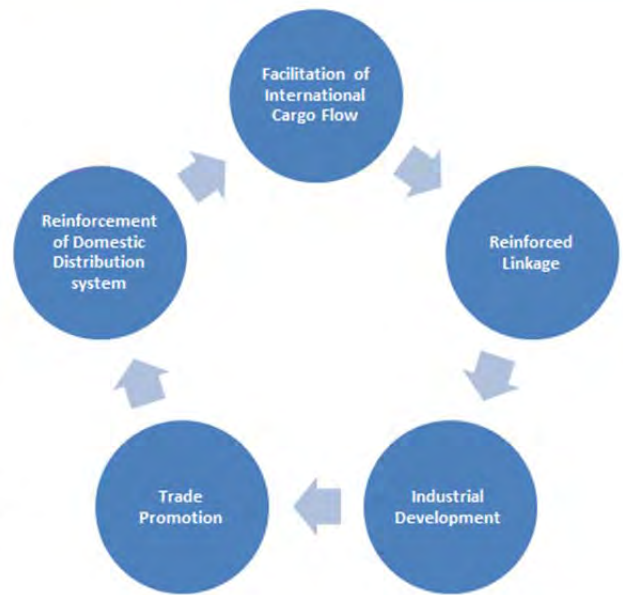 Facilitation of
International
Cargo Flow
Reinforced
Linkage
Industrial
Development
Trade
Promotion
Reinforcement
of Domestic
Distribution
system